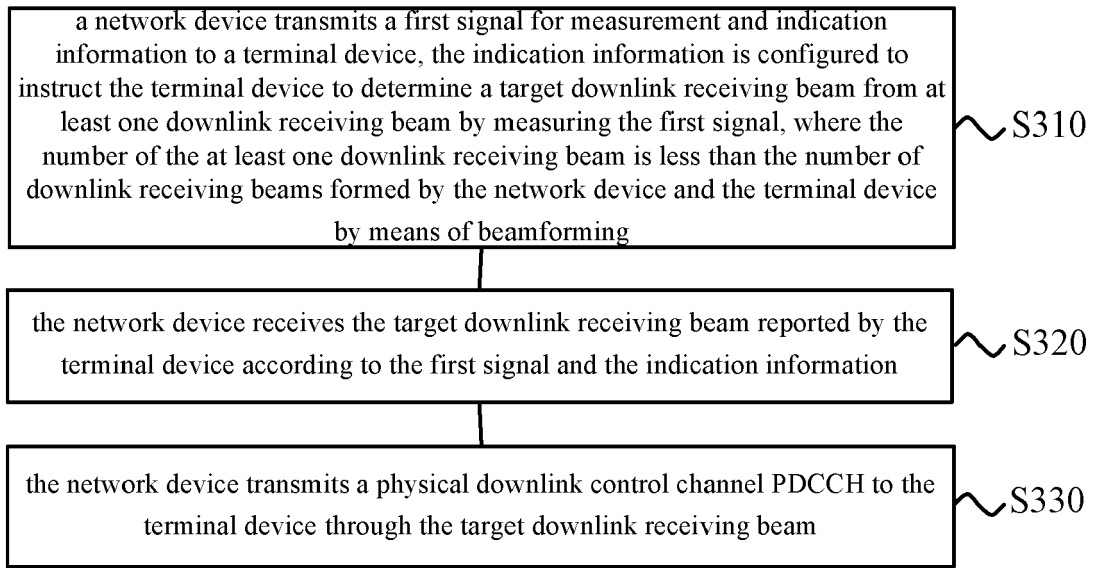 a network device transmits a first signal for measurement and indication
information to a terminal device, the indication information is configured to
instruct the terminal device to determine a target downlink receiving beam from at
least one downlink receiving beam by measuring the first signal, where the
number of the at least one downlink receiving beam is less than the number of
downlink receiving beams formed by the network device and the terminal device
by means of beamforming
S310
the network device receives the target downlink receiving beam reported by the
terminal device according to the first signal and the indication information
S320
the network device transmits a physical downlink control channel PDCCH to the
terminal device through the target downlink receiving beam
S330